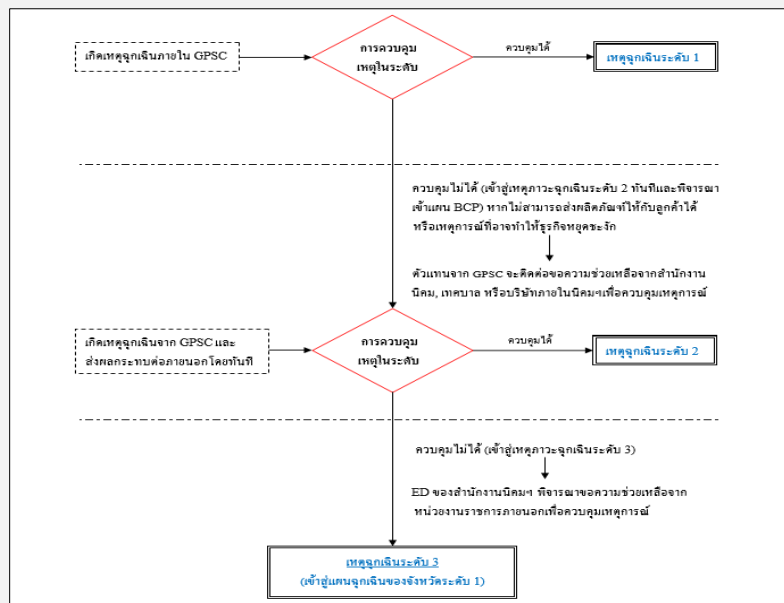 เกิดเหตุฉุกเฉินภายใน GPSC
การควบคุม
เหตุในระดับ
ควบคุมได้
เหตุฉุกเฉินระดับ 1
ควบคุมไม่ได้ (เข้าสู่เหตุภาวะฉุกเฉินระดับ 2 ทันทีและพิจารณา
เข้าแผน BCP) หากไม่สามารถส่งผลิตภัณฑ์ให้กับลูกค้าได้
หรือเหตุการณ์ที่อาจทำให้ธุรกิจหยุดชะงัก
ตัวแทนจาก GPSC จะติดต่อขอความช่วยเหลือจากสำนักงาน
นิคม, เทศบาล หรือบริษัทภายในนิคมฯเพื่อควบคุมเหตุการณ์
เกิดเหตุฉุกเฉินจาก GPSC และ
ส่งผลกระทบต่อภายนอกโดยทันที
การควบคุม
เหตุในระดับ
ควบคุมได้
เหตุฉุกเฉินระดับ 2
ควบคุมไม่ได้ (เข้าสู่เหตุภาวะฉุกเฉินระดับ 3)
ED ของสำนักงานนิคมฯ พิจารณาขอความช่วยเหลือจาก
หน่วยงานราชการภายนอกเพื่อควบคุมเหตุการณ์
เหตุฉุกเฉินระดับ 3
(เข้าสู่แผนฉุกเฉินของจังหวัดระดับ 1)